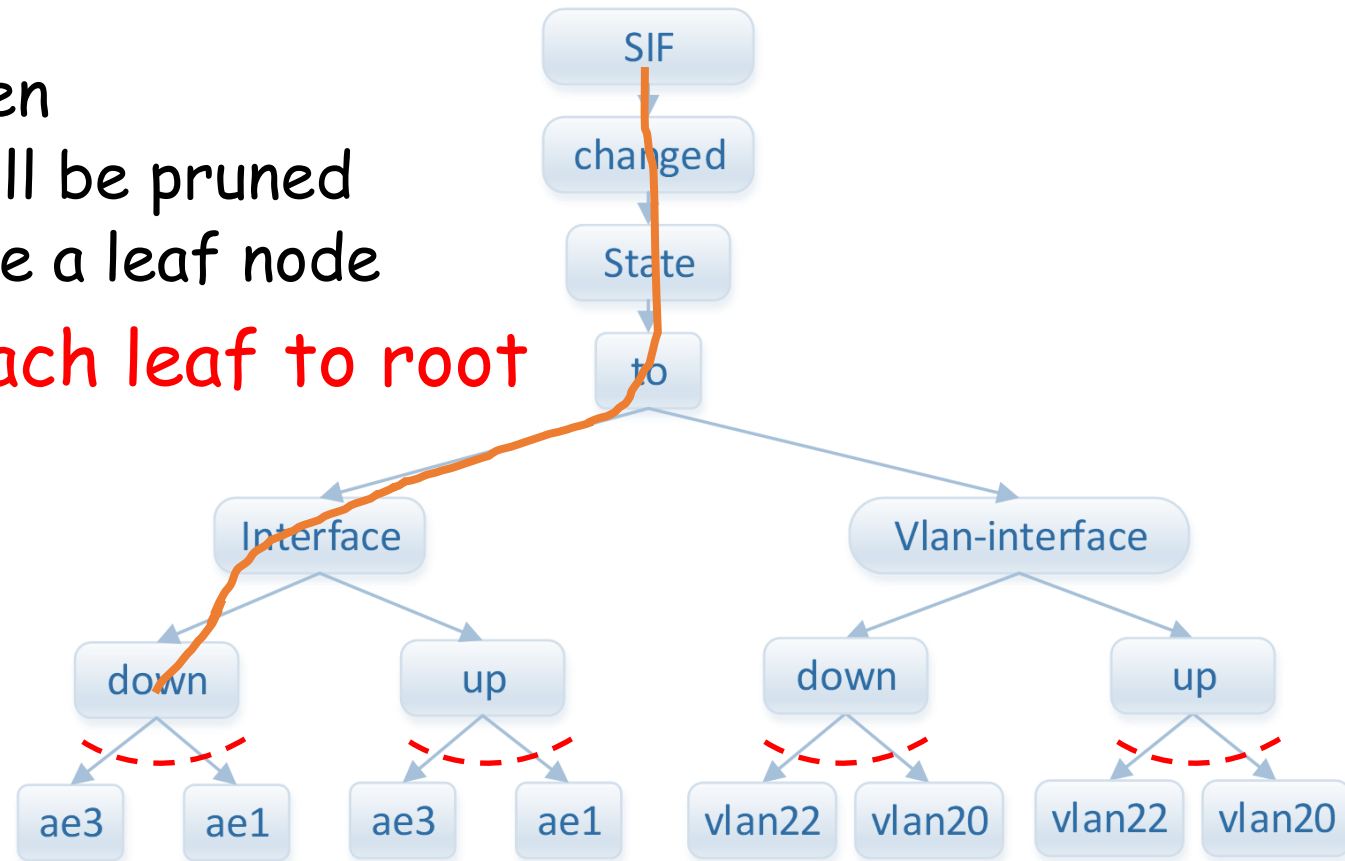 SIF
en
ll be pruned
changed
e a leaf node
State
ach leaf to root
to
Interface
Vlan-interface
down
up
down
up
ae3
ae1
ae3
ae1
vlan22
vlan20
vlan22
vlan20